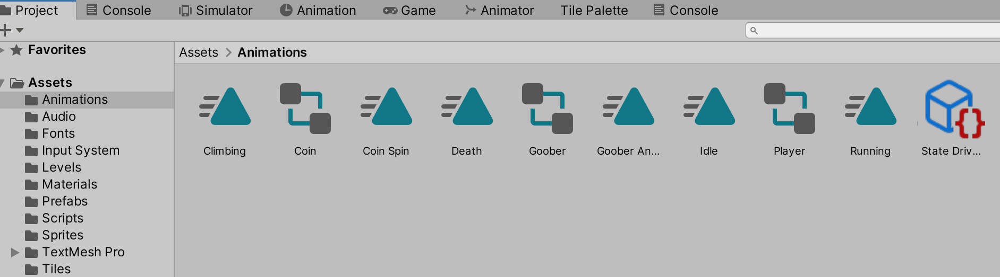 Project Console Simulator Animation Game Animator Tile Palette Console
Favorites
Assets
Animations
Audio
Fonts
Input System
Levels
Materials
Prefabs
Scripts
Sprites
TextMesh Pro
Tiles
Assets > Animations
Climbing Coin Coin Spin Death Goober Goober An... Idle Player Running State Driv...